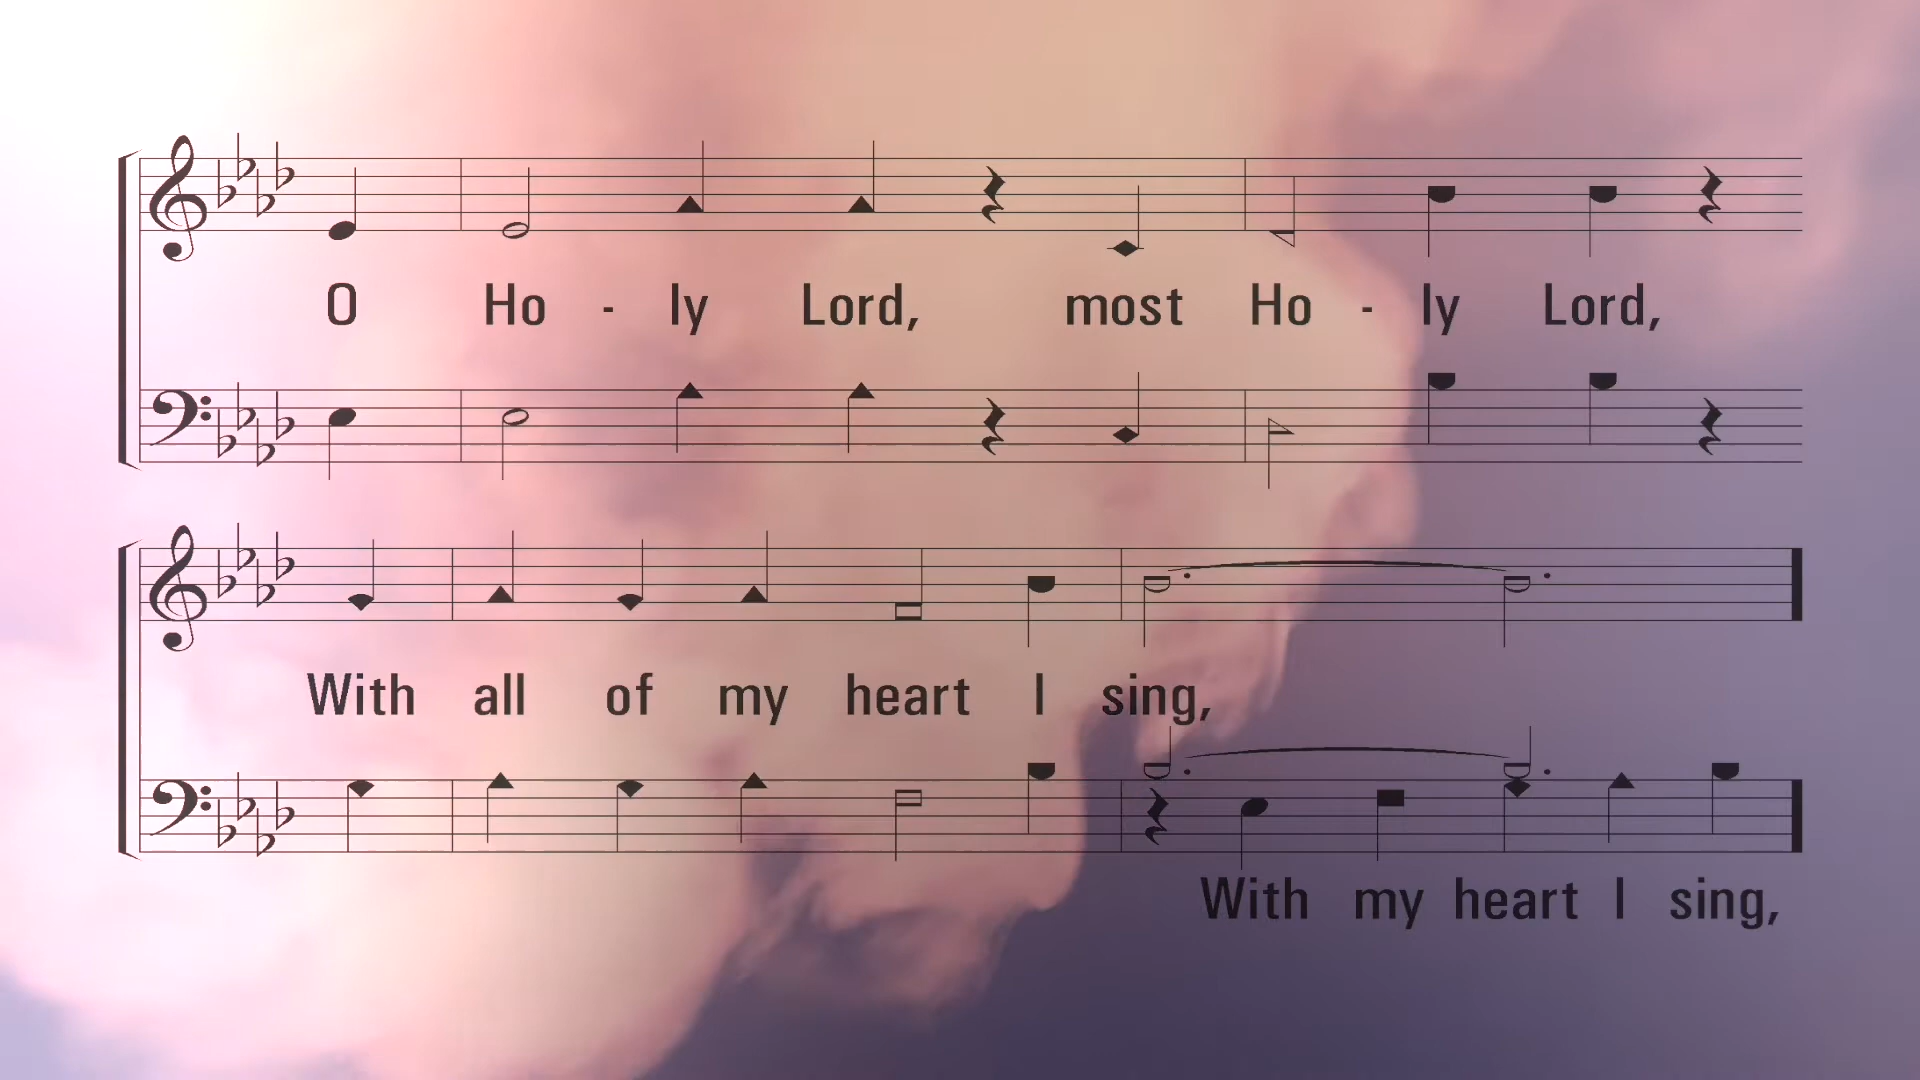 O Ho - ly Lord, most Ho - ly Lord,
With all of my heart I sing,
With my heart I sing,